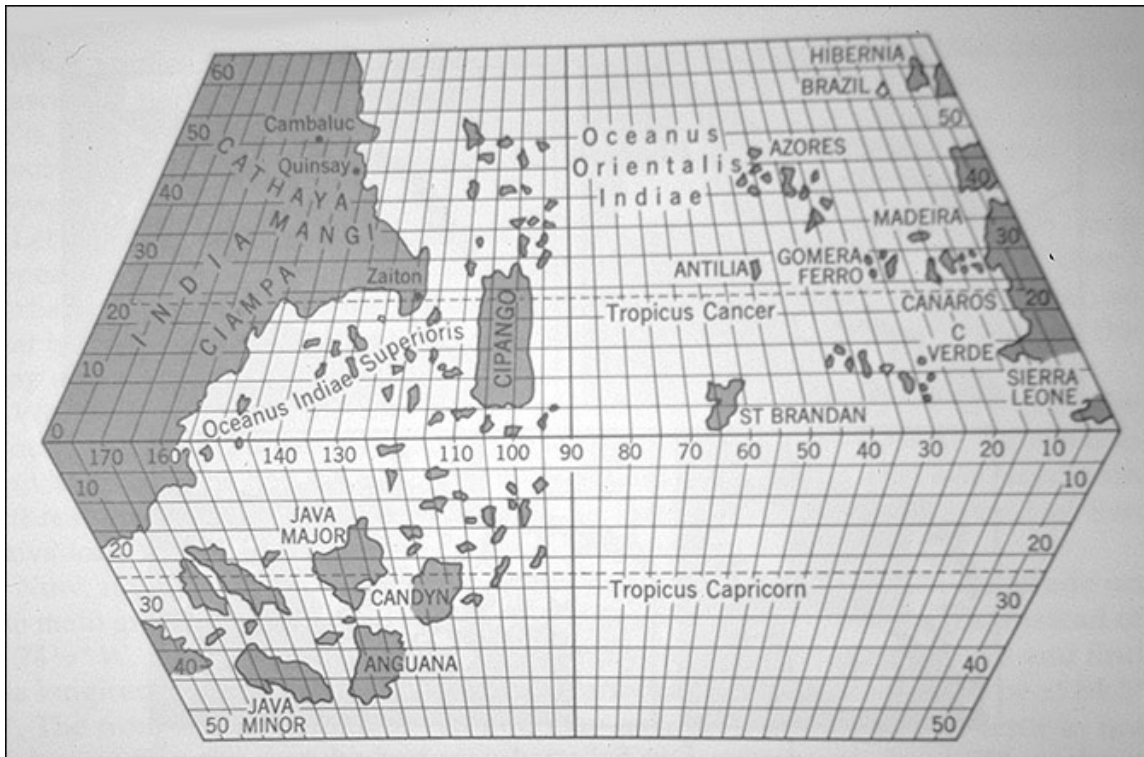 HIBERNIA
BRAZIL
60
50
50
40
30
20
10
0
40
30
20
Cambaluc
Quinsay
CATHAYA
MANGI
INDIA
CIAMPA
Zaiton
Oceanus
Orientalis
Indiae
AZORES
MADEIRA
ANTILIA
GOMERA
FERRO
CAÑAROS
Tropicus Cancer
C
VERDE
SIERRA
LEONE
Oceanus Indiae Superioris
CIPANGO
ST BRANDAN
170 160 140 130 100 90 80 70 60 50 40 30 20 10
10
20
30
40
50
10
20
30
40
50
JAVA
MAJOR
CANDYN
Tropicus Capricorn
ANGUANA
JAVA
MINOR